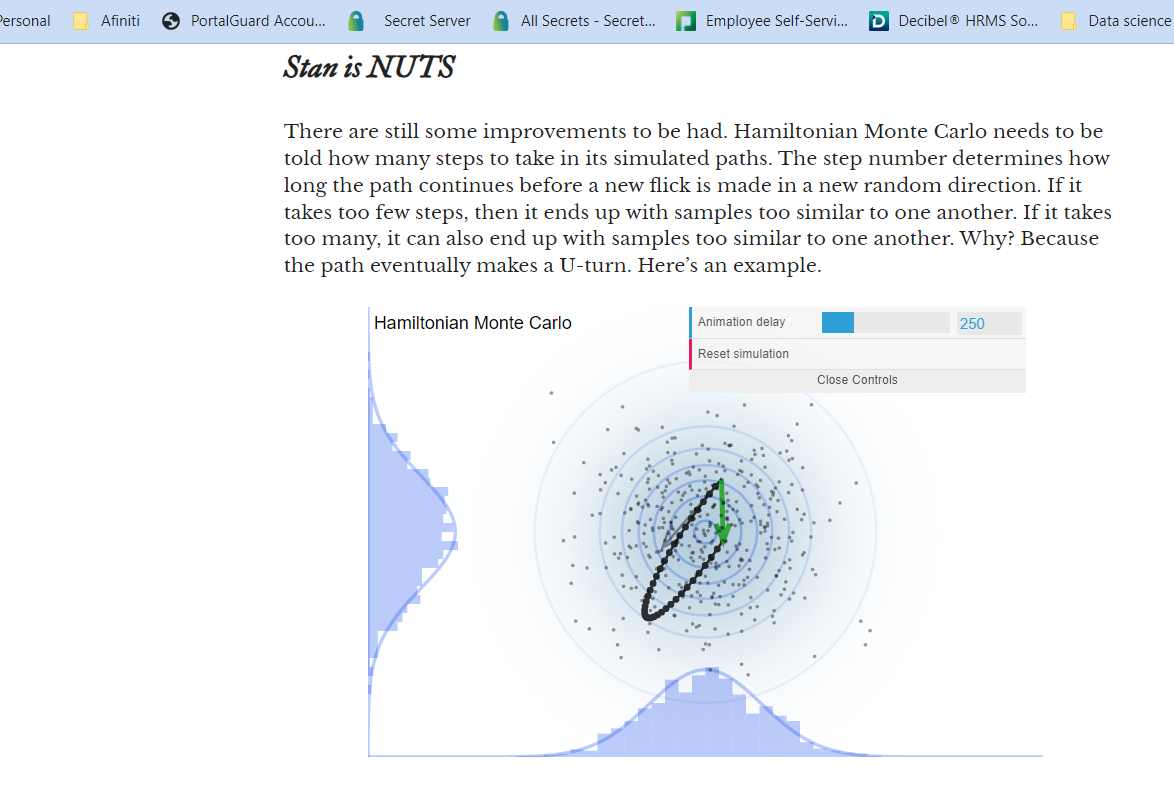 Personal Afiniti PortalGuard Accou... Secret Server All Secrets - Secret... Employee Self-Servi... Decibel® HRMS So... Data science
Stan is NUTS
There are still some improvements to be had. Hamiltonian Monte Carlo needs to be
told how many steps to take in its simulated paths. The step number determines how
long the path continues before a new flick is made in a new random direction. If it
takes too few steps, then it ends up with samples too similar to one another. If it takes
too many, it can also end up with samples too similar to one another. Why? Because
the path eventually makes a U-turn. Here’s an example.
Hamiltonian Monte Carlo
Animation delay 250
Reset simulation
Close Controls